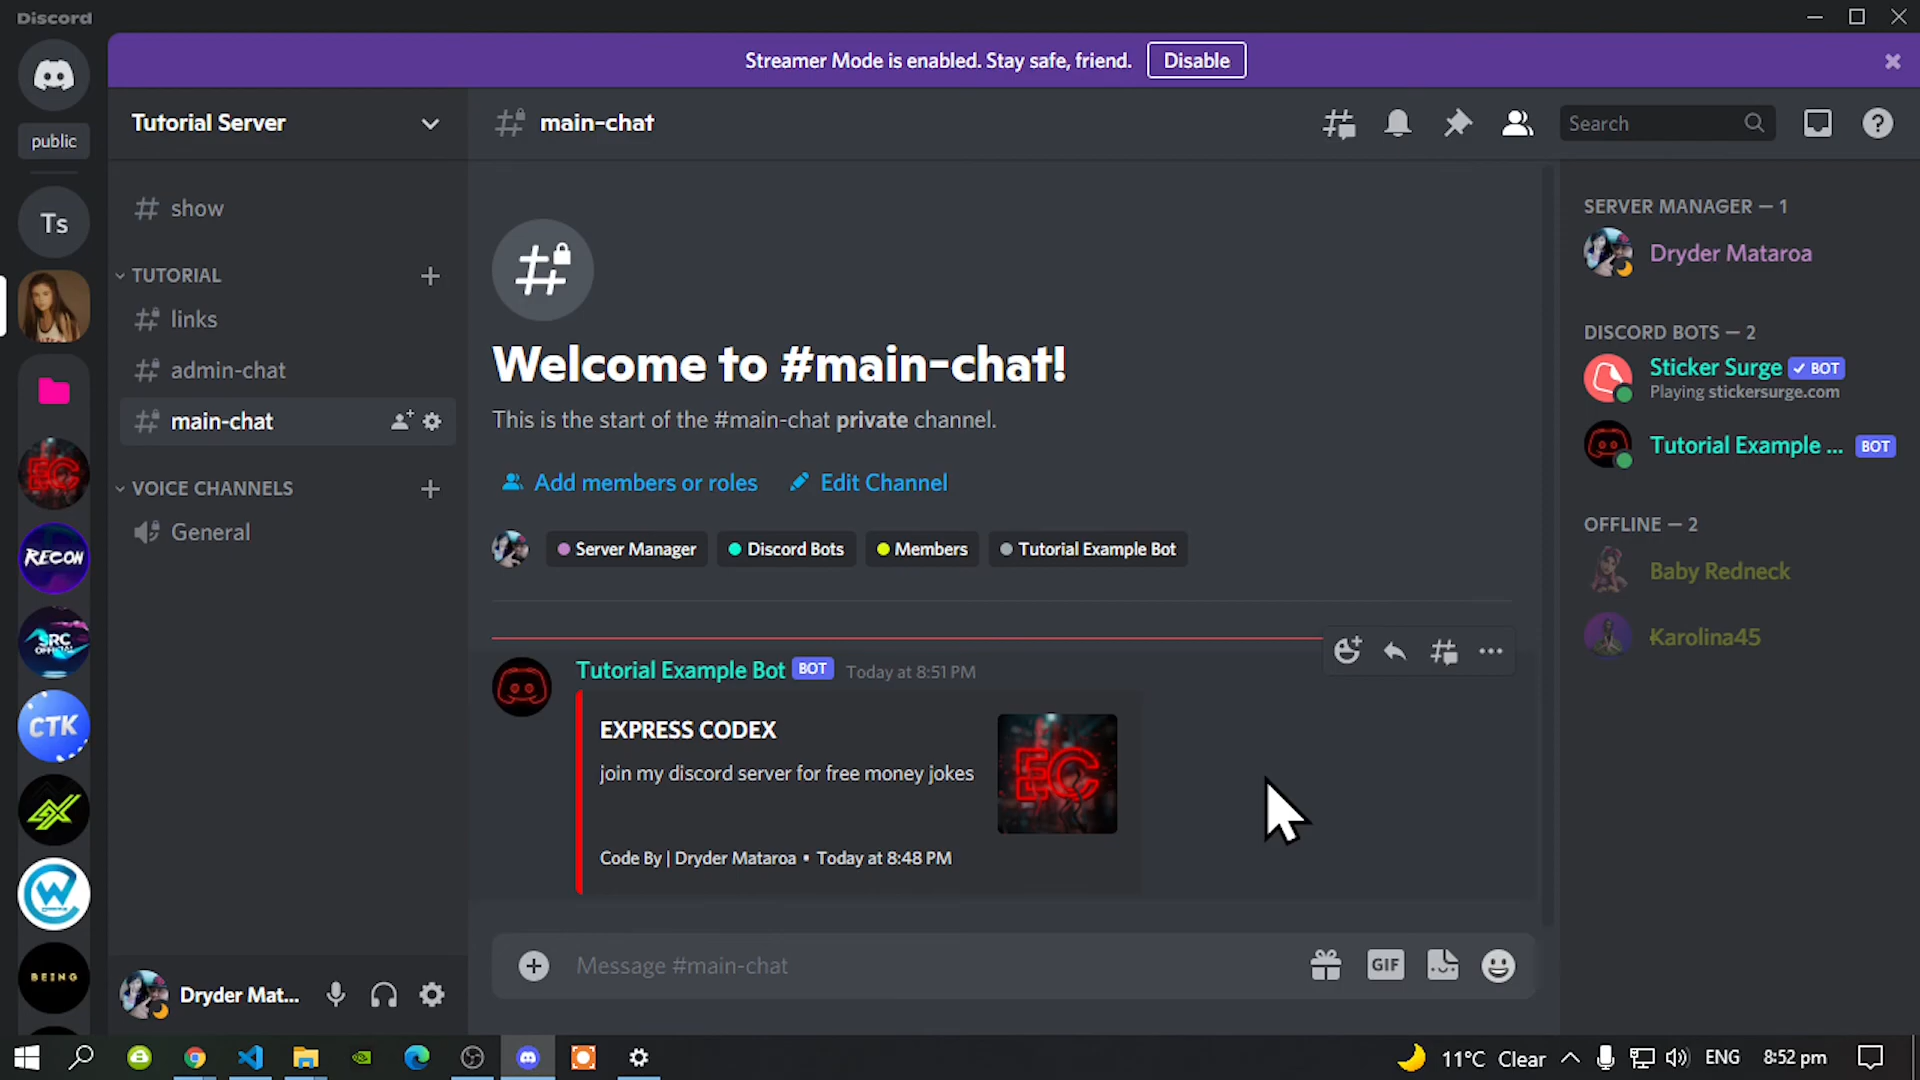 Discord
Streamer Mode is enabled. Stay safe, friend.
Disable
public
Ts
EC
RECON
SRC
OFFICIAL
CTK
BEING
Tutorial Server
show
TUTORIAL
links
admin-chat
main-chat
VOICE CHANNELS
General
Dryder Mat...
main-chat
Search
Welcome to #main-chat!
This is the start of the #main-chat private channel.
Add members or roles
Edit Channel
Server Manager
Discord Bots
Members
Tutorial Example Bot
Tutorial Example Bot BOT Today at 8:51 PM
EXPRESS CODEX
join my discord server for free money jokes
EC
Code By | Dryder Mataroa • Today at 8:48 PM
Message #main-chat
GIF
SERVER MANAGER — 1
Dryder Mataroa
DISCORD BOTS — 2
Sticker Surge ✓ BOT
Playing stickersurge.com
Tutorial Example ... BOT
OFFLINE — 2
Baby Redneck
Karolina45
11°C Clear
ENG
8:52 pm